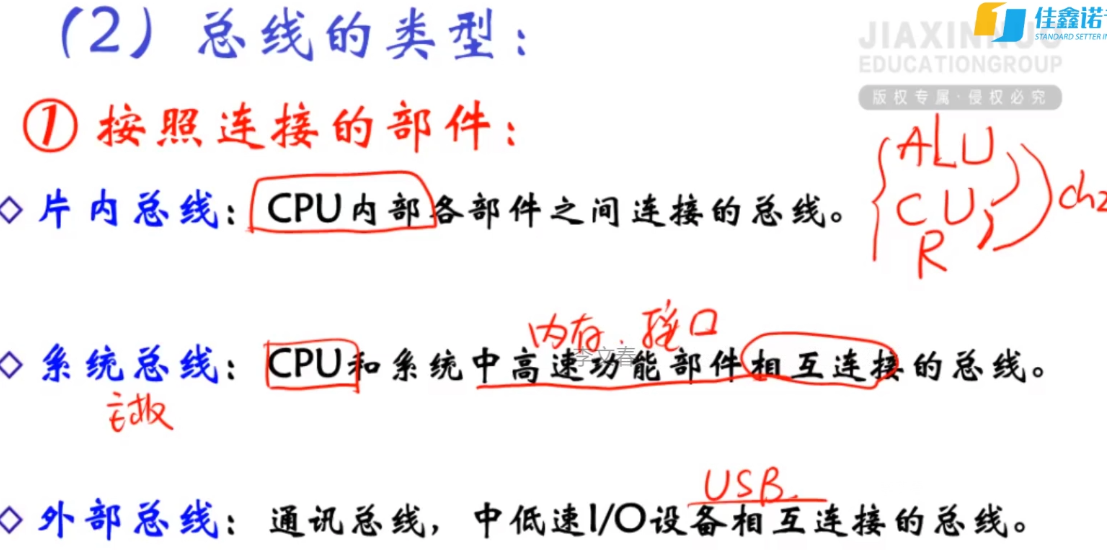 (2) 总线的类型：
JIAXINNUO
EDUCATIONGROUP
版权专属·侵权必究
佳鑫诺
STANDARD SETTER IN
① 按照连接的部件：
ALU
CU
R
◇ 片内总线：CPU内部各部件之间连接的总线。
内存.接口
◇ 系统总线：CPU和系统中高速功能部件相互连接的总线。
李立春
主板
USB
◇ 外部总线：通讯总线，中低速I/O设备相互连接的总线。